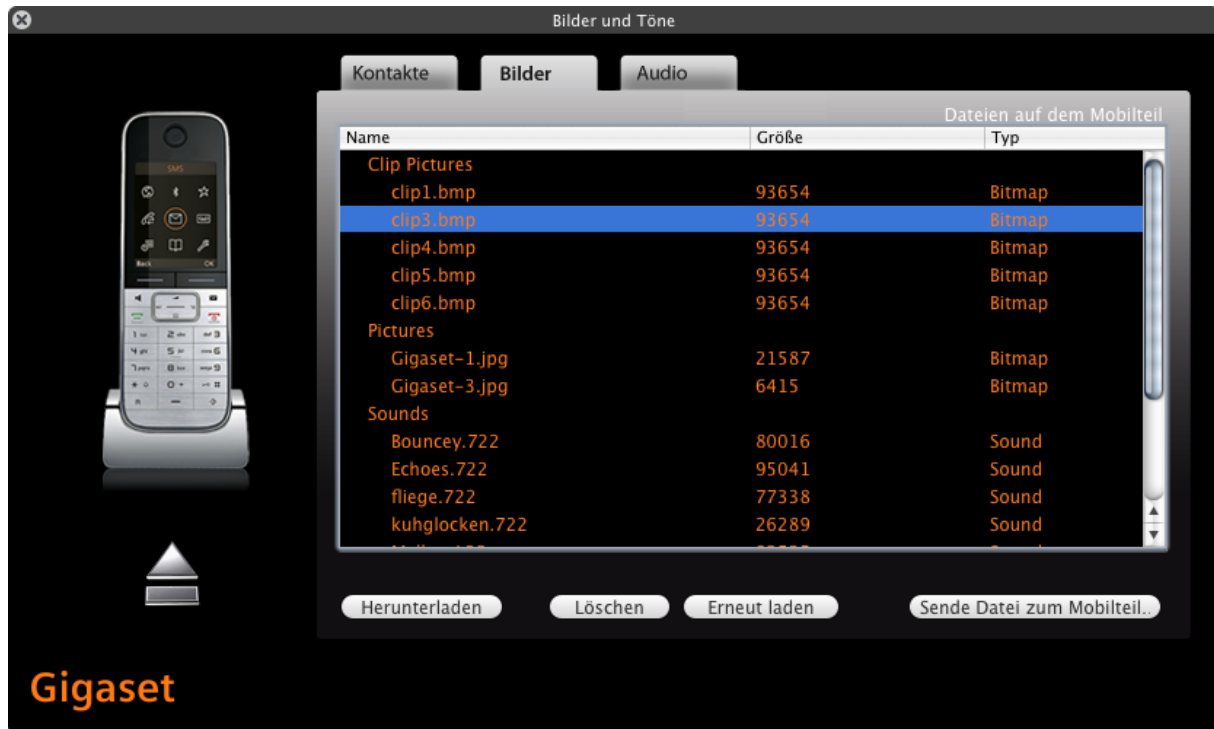 Bilder und Töne
Kontakte Bilder Audio
Dateien auf dem Mobilteil
Name Größe Typ
Clip Pictures
clip1.bmp 93654 Bitmap
clip3.bmp 93654 Bitmap
clip4.bmp 93654 Bitmap
clip5.bmp 93654 Bitmap
clip6.bmp 93654 Bitmap
Pictures
Gigaset-1.jpg 21587 Bitmap
Gigaset-3.jpg 6415 Bitmap
Sounds
Bouncey.722 80016 Sound
Echoes.722 95041 Sound
fliege.722 77338 Sound
kuhglocken.722 26289 Sound
Herunterladen Löschen Erneut laden Sende Datei zum Mobilteil..
SMS
Back OK
Gigaset